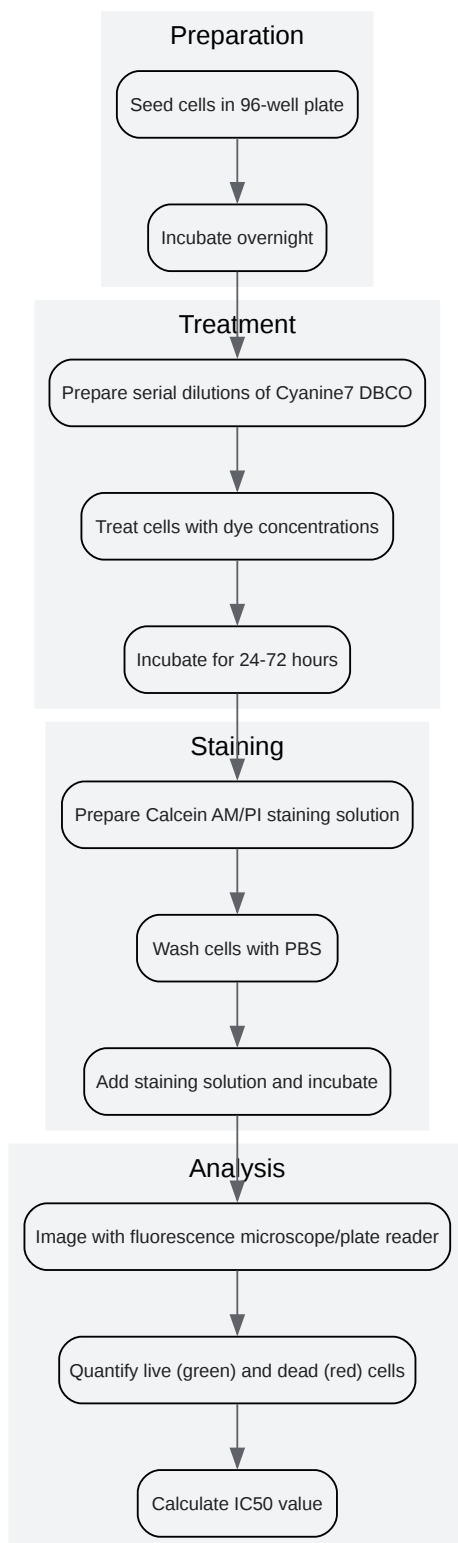 Preparation
Seed cells in 96-well plate
Incubate overnight
Treatment
Prepare serial dilutions of Cyanine7 DBCO
Treat cells with dye concentrations
Incubate for 24-72 hours
Staining
Prepare Calcein AM/PI staining solution
Wash cells with PBS
Add staining solution and incubate
Analysis
Image with fluorescence microscope/plate reader
Quantify live (green) and dead (red) cells
Calculate IC50 value